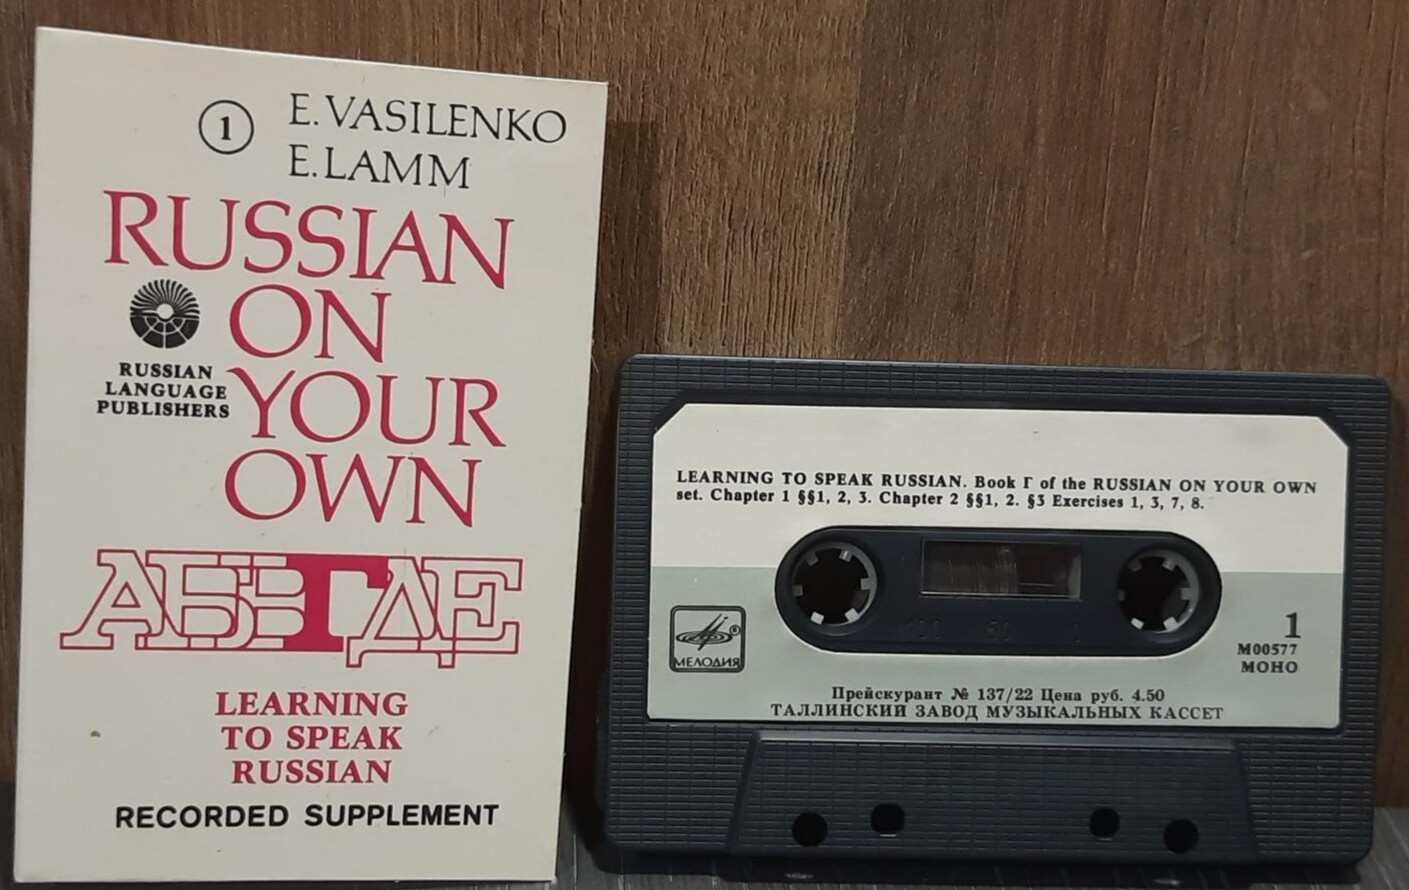 1
E. VASILENKO
E. LAMM
RUSSIAN
ON
YOUR
OWN
RUSSIAN
LANGUAGE
PUBLISHERS
АБВГДЕ
LEARNING
TO SPEAK
RUSSIAN
RECORDED SUPPLEMENT
LEARNING TO SPEAK RUSSIAN. Book Г of the RUSSIAN ON YOUR OWN
set. Chapter 1 §§1, 2, 3. Chapter 2 §§1, 2. §3 Exercises 1, 3, 7, 8.
100 50 0
®
МЕЛОДИЯ
1
М00577
МОНО
Прейскурант № 137/22 Цена руб. 4.50
ТАЛЛИНСКИЙ ЗАВОД МУЗЫКАЛЬНЫХ КАССЕТ